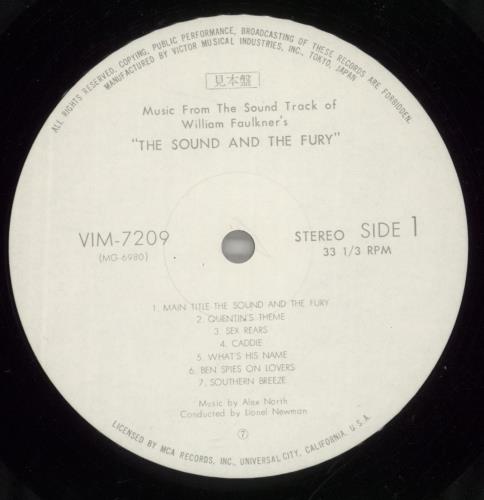 ALL RIGHTS RESERVED, COPYING, PUBLIC PERFORMANCE, BROADCASTING OF THESE RECORDS ARE FORBIDDEN.
MANUFACTURED BY VICTOR MUSICAL INDUSTRIES, INC., TOKYO, JAPAN
見本盤
Music From The Sound Track of
William Faulkner's
"THE SOUND AND THE FURY"
VIM-7209
(MG-6980)
STEREO SIDE 1
33 1/3 RPM
1. MAIN TITLE THE SOUND AND THE FURY
2. QUENTIN'S THEME
3. SEX REARS
4. CADDIE
5. WHAT'S HIS NAME
6. BEN SPIES ON LOVERS
7. SOUTHERN BREEZE
Music by Alex North
Conducted by Lionel Newman
⑦
LICENSED BY MCA RECORDS, INC., UNIVERSAL CITY, CALIFORNIA. U.S.A.